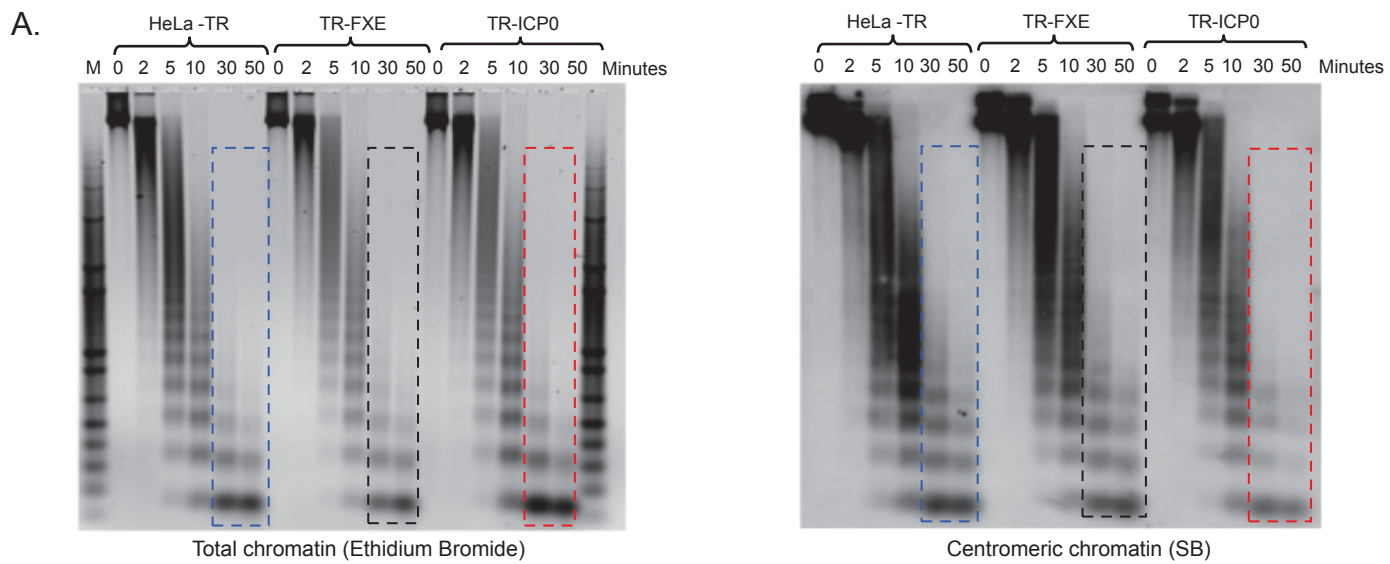 A.
HeLa -TR TR-FXE TR-ICP0
M 0 2 5 10 30 50 0 2 5 10 30 50 0 2 5 10 30 50 Minutes
Total chromatin (Ethidium Bromide)
HeLa -TR TR-FXE TR-ICP0
0 2 5 10 30 50 0 2 5 10 30 50 0 2 5 10 30 50 Minutes
Centromeric chromatin (SB)